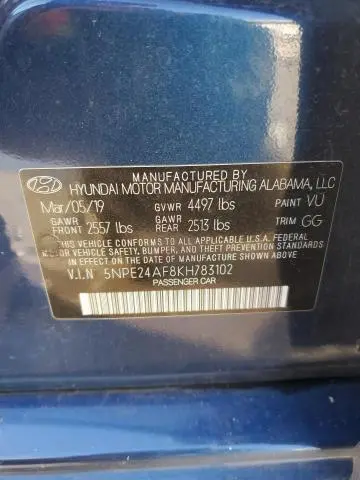 MANUFACTURED BY
HYUNDAI MOTOR MANUFACTURING ALABAMA, LLC
Mar/05/19 GVWR 4497 lbs PAINT VU
GAWR FRONT 2557 lbs GAWR REAR 2513 lbs TRIM GG
THIS VEHICLE CONFORMS TO ALL APPLICABLE U.S.A. FEDERAL
MOTOR VEHICLE SAFETY, BUMPER, AND THEFT PREVENTION STANDARDS
IN EFFECT ON THE DATE OF MANUFACTURE SHOWN ABOVE.
V.I.N 5NPE24AF8KH783102
PASSENGER CAR